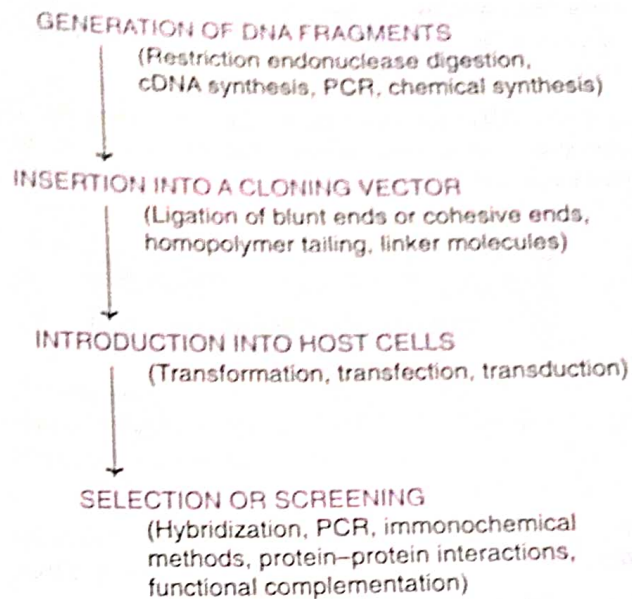 GENERATION OF DNA FRAGMENTS
(Restriction endonuclease digestion,
cDNA synthesis, PCR, chemical synthesis)
INSERTION INTO A CLONING VECTOR
(Ligation of blunt ends or cohesive ends,
homopolymer tailing, linker molecules)
INTRODUCTION INTO HOST CELLS
(Transformation, transfection, transduction)
SELECTION OR SCREENING
(Hybridization, PCR, immonochemical
methods, protein–protein interactions,
functional complementation)